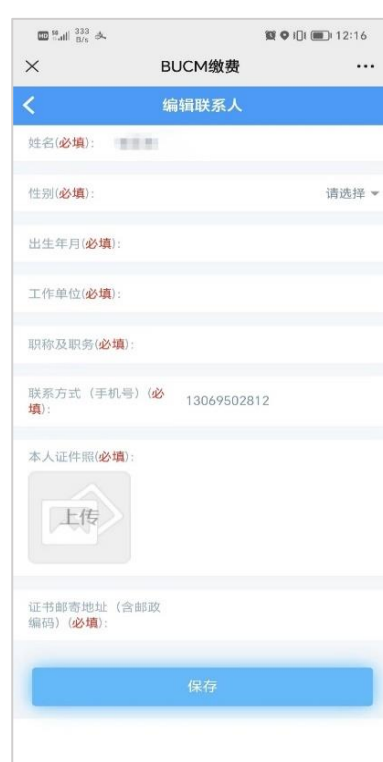 HD 5G 333 B/s 12:16
BUCM缴费
编辑联系人
姓名(必填):
性别(必填): 请选择
出生年月(必填):
工作单位(必填):
职称及职务(必填):
联系方式（手机号）(必
填): 13069502812
本人证件照(必填):
上传
证书邮寄地址（含邮政
编码）(必填):
保存